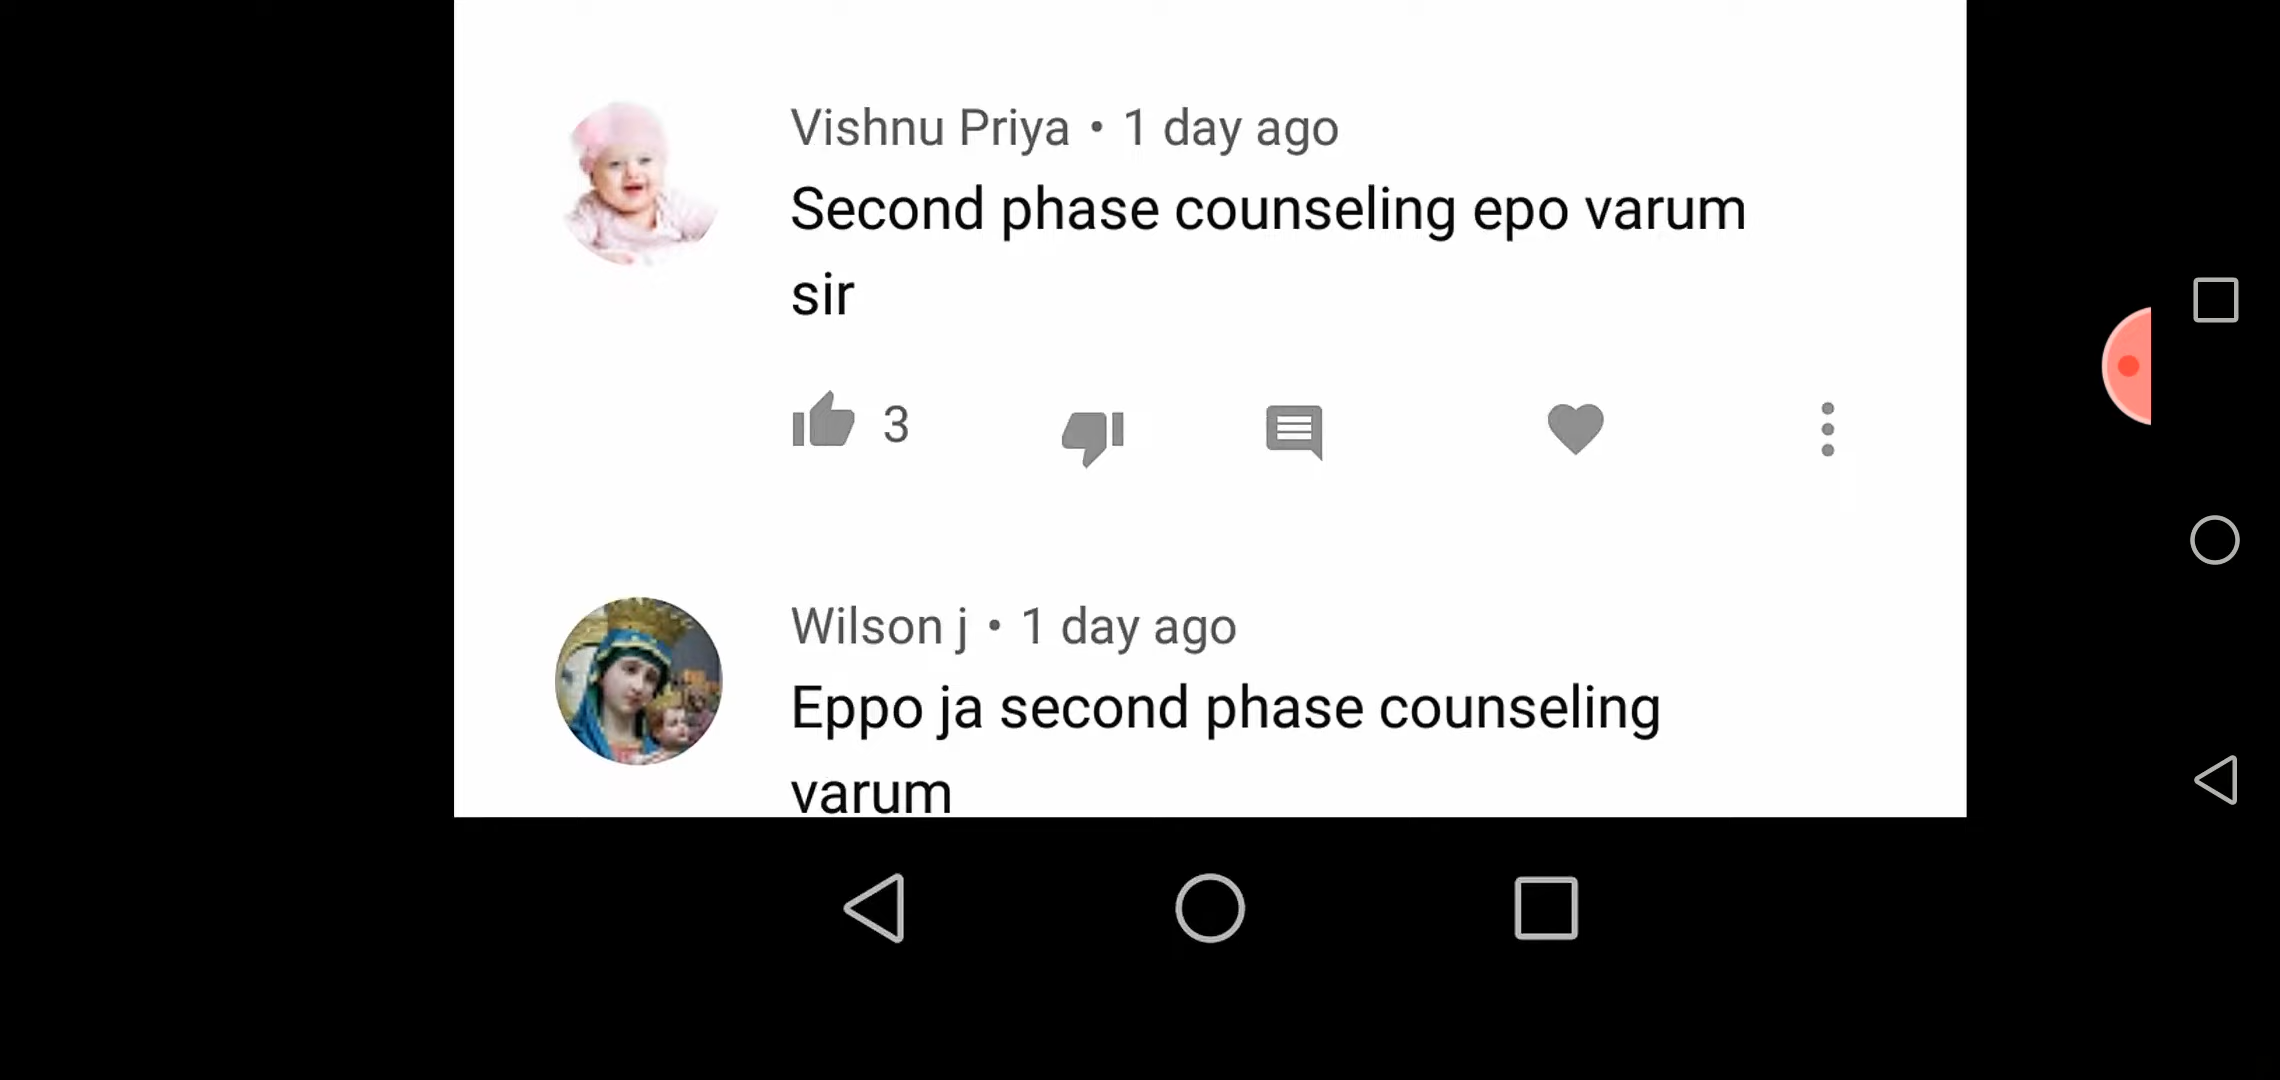 Vishnu Priya • 1 day ago
Second phase counseling epo varum
sir
3
Wilson j • 1 day ago
Eppo ja second phase counseling
varum